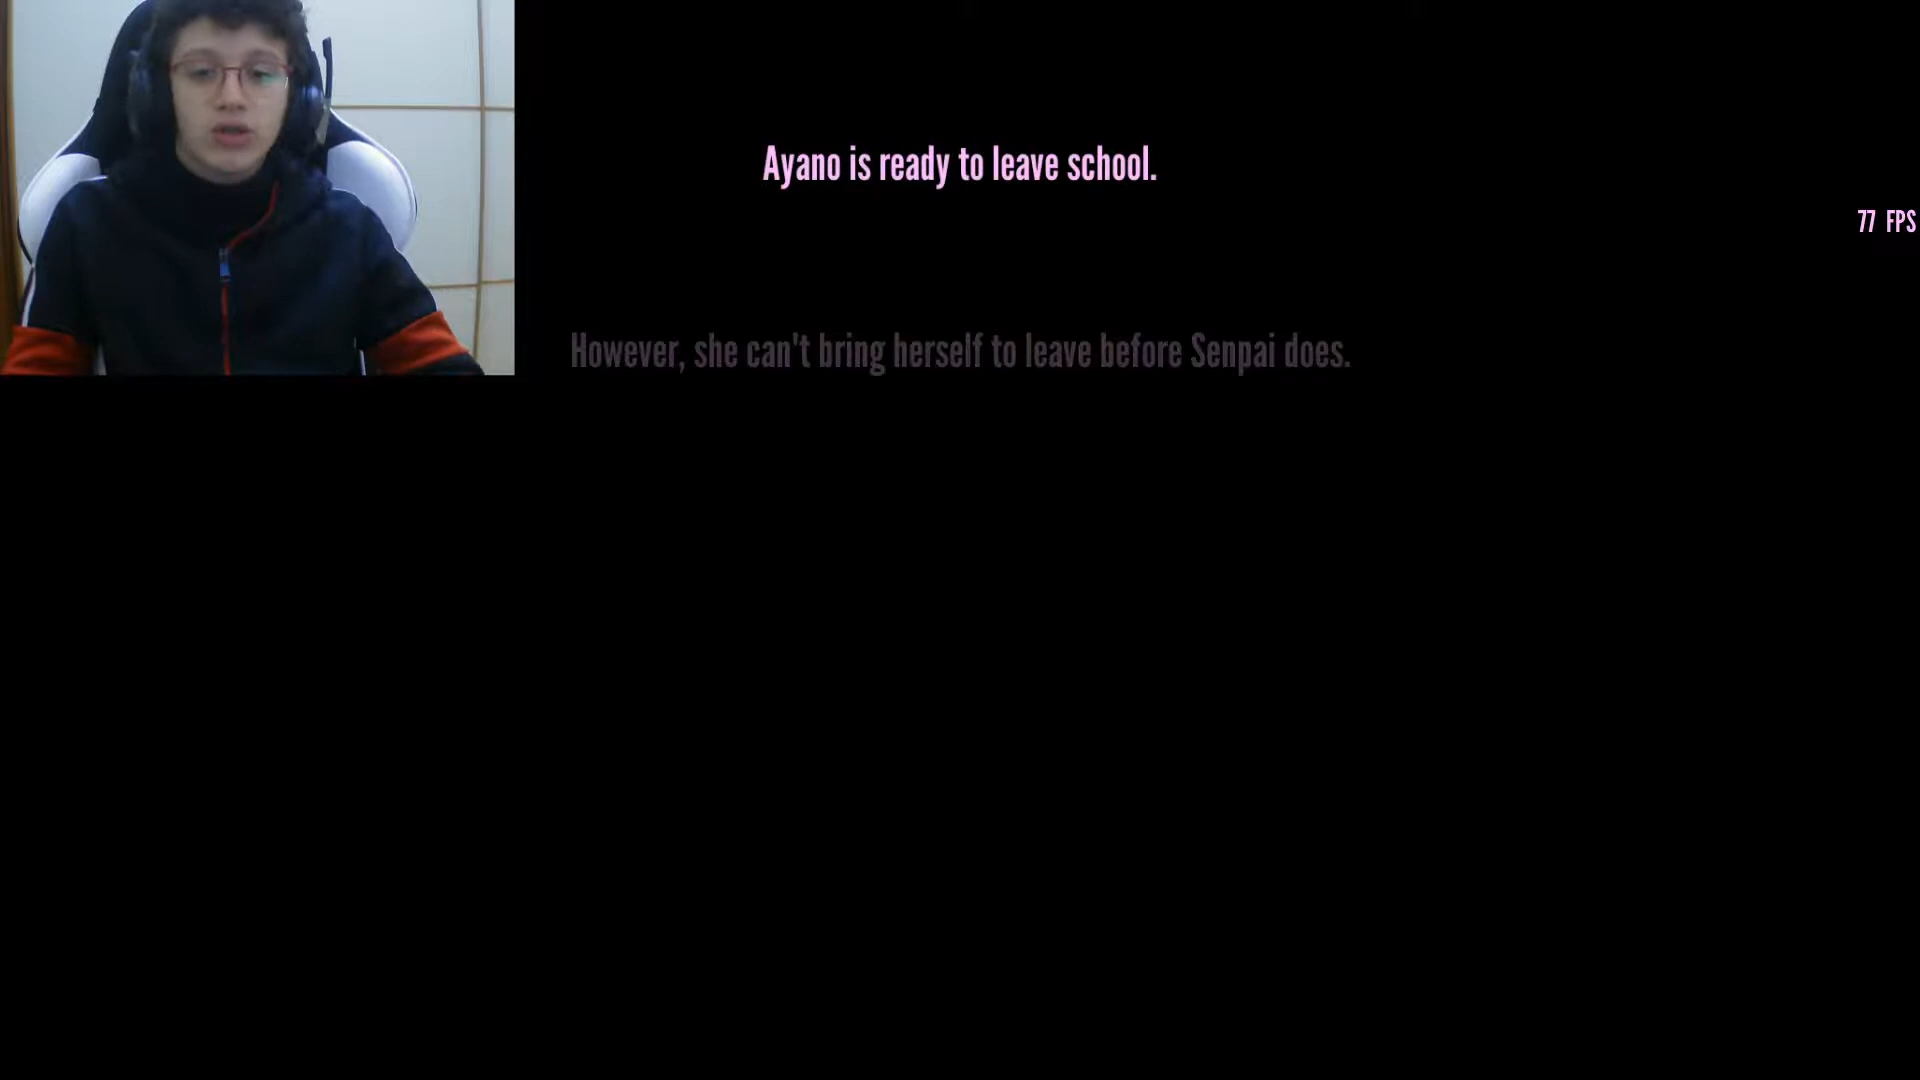 Ayano is ready to leave school.
77 FPS
However, she can't bring herself to leave before Senpai does.